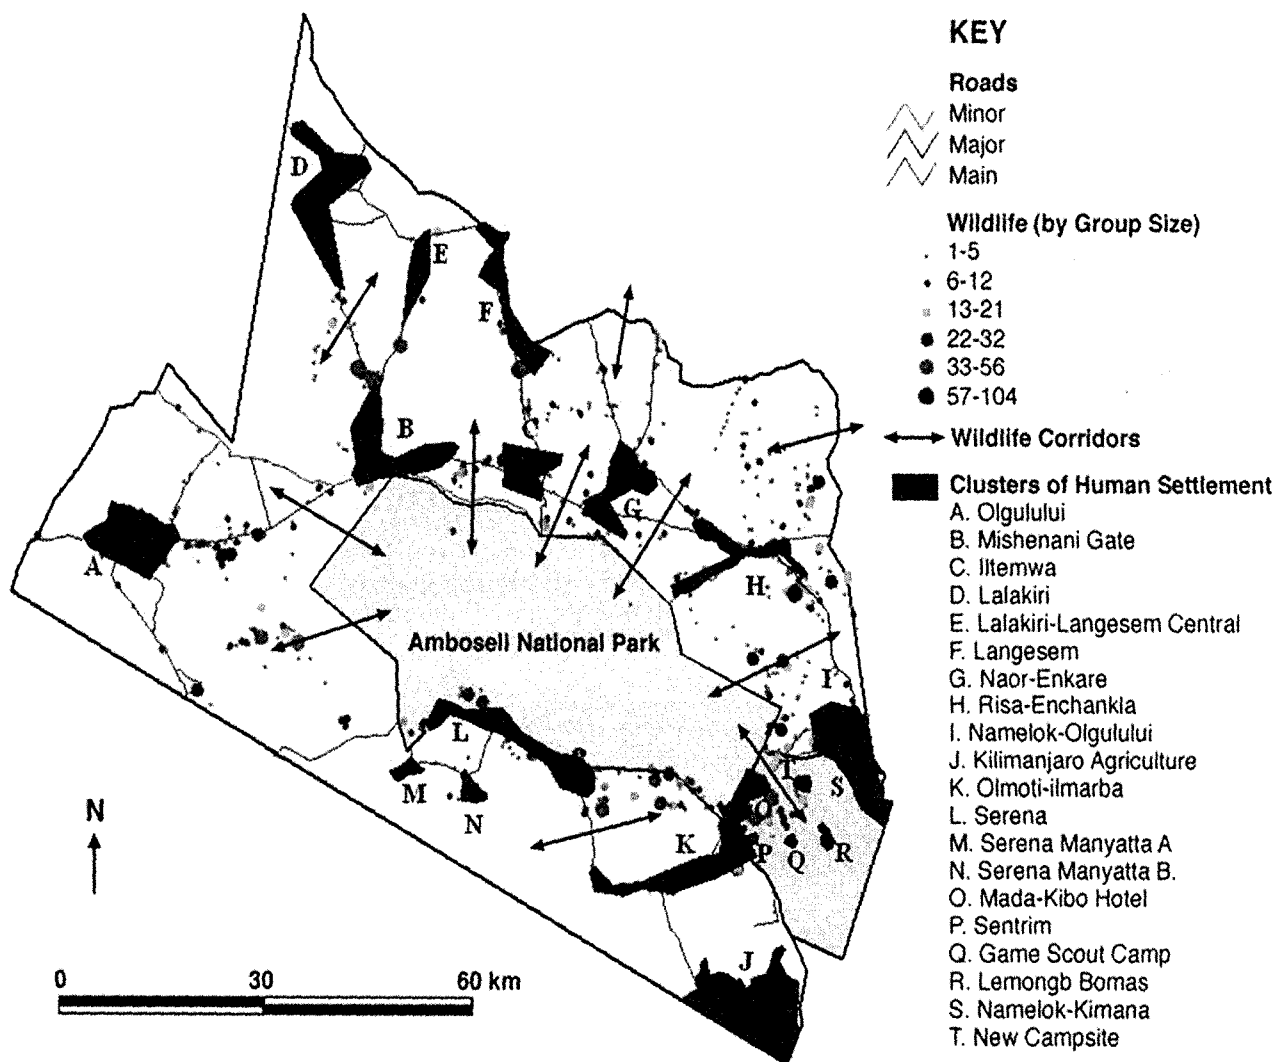 KEY
Roads
Minor
Major
Main
Wildlife (by Group Size)
1-5
6-12
13-21
22-32
33-56
57-104
Wildlife Corridors
Clusters of Human Settlement
A. Olgulului
B. Mishenani Gate
C. Iltemwa
D. Lalakiri
E. Lalakiri-Langesem Central
F. Langesem
G. Naor-Enkare
H. Risa-Enchankla
I. Namelok-Olgulului
J. Kilimanjaro Agriculture
K. Olmoti-ilmarba
L. Serena
M. Serena Manyatta A
N. Serena Manyatta B.
O. Mada-Kibo Hotel
P. Sentrim
Q. Game Scout Camp
R. Lemongb Bomas
S. Namelok-Kimana
T. New Campsite
D
E
F
B
C
G
A
H
Amboseli National Park
I
L
T
S
M
O
N
K
P
Q
R
J
N
0 30 60 km